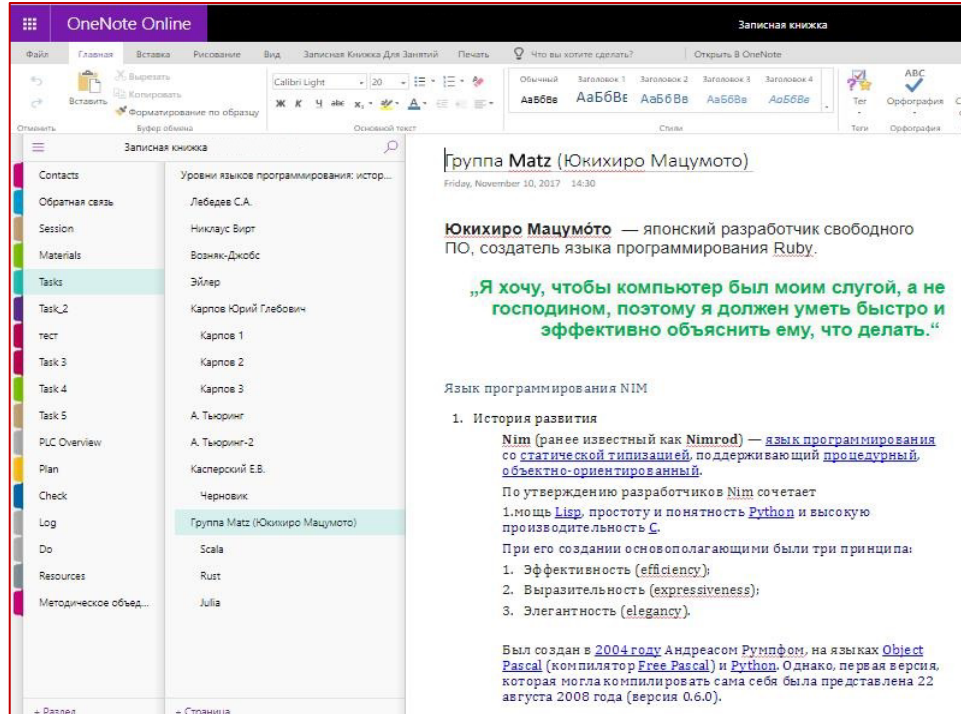 OneNote Online
Записная книжка
Файл Главная Вставка Рисование Вид Записная Книжка Для Занятий Печать Что вы хотите сделать? Открыть В OneNote
Вставить
Вырезать
Копировать
Форматирование по образцу
Calibri Light 20
Ж К Ч abc x,
A
Обычный Заголовок 1 Заголовок 2 Заголовок 3 Заголовок 4
АаБбВв АаБбВв АаБбВв АаБбВв АаБбВв
Тег
ABC
Орфография
Отменить Буфер обмена Основной текст Стили Теги Орфография
Записная книжка
Contacts
Обратная связь
Session
Materials
Tasks
Task_2
тест
Task 3
Task 4
Task 5
PLC Overview
Plan
Check
Log
Do
Resources
Методическое объед...
+ Раздел
Уровни языков программирования: истор...
Лебедев С.А.
Никлаус Вирт
Возняк-Джобс
Эйлер
Карпов Юрий Глебович
Карпов 1
Карпов 2
Карпов 3
А. Тьюринг
А. Тьюринг-2
Касперский Е.В.
Черновик
Группа Matz (Юкихиро Мацумото)
Scala
Rust
Julia
+ Страница
Группа Matz (Юкихиро Мацумото)
Friday, November 10, 2017 14:30
Юкихиро Мацумо́то — японский разработчик свободного
ПО, создатель языка программирования Ruby.
„Я хочу, чтобы компьютер был моим слугой, а не
господином, поэтому я должен уметь быстро и
эффективно объяснить ему, что делать.“
Язык программирования NIM
1. История развития
Nim (ранее известный как Nimrod) — язык программирования
со статической типизацией, поддерживающий процедурный,
объектно-ориентированный.
По утверждению разработчиков Nim сочетает
1.мощь Lisp, простоту и понятность Python и высокую
производительность C.
При его создании основополагающими были три принципа:
1. Эффективность (efficiency);
2. Выразительность (expressiveness);
3. Элегантность (elegancy).
Был создан в 2004 году Андреасом Румпфом, на языках Object
Pascal (компилятор Free Pascal) и Python. Однако, первая версия,
которая могла компилировать сама себя была представлена 22
августа 2008 года (версия 0.6.0).